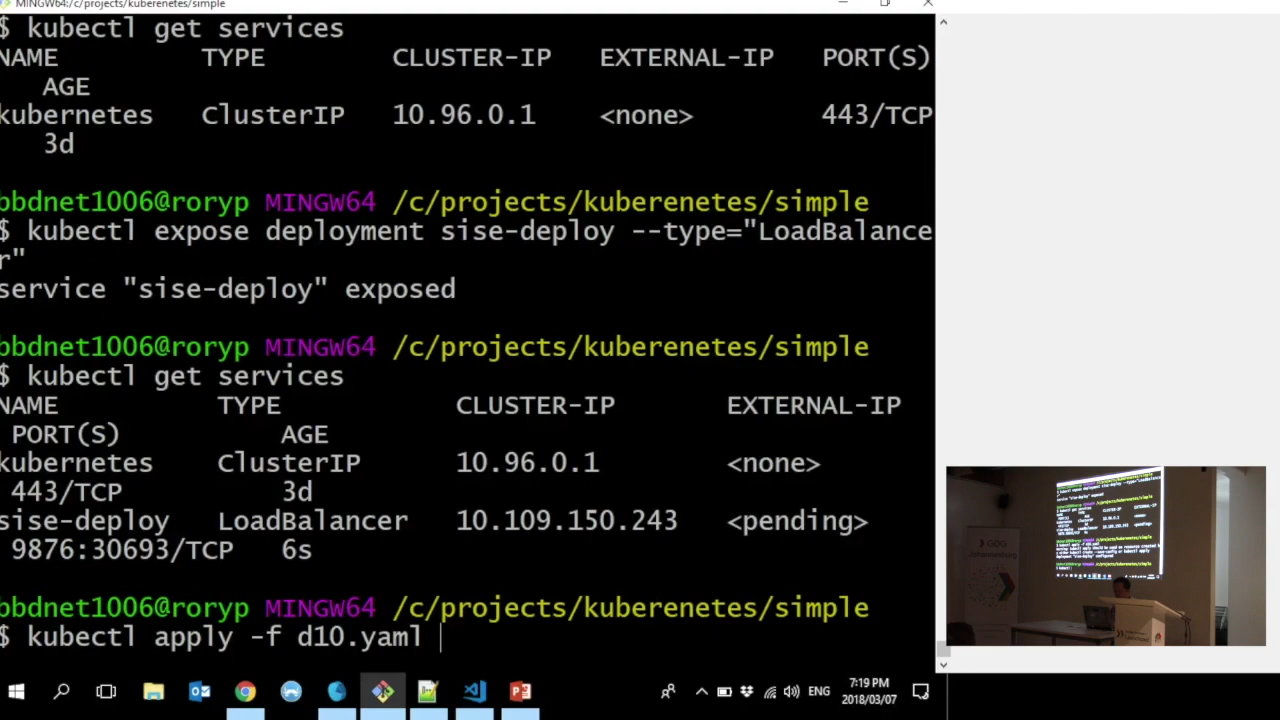 MINGW64:/c/projects/kuberenetes/simple
$ kubectl get services
NAME TYPE CLUSTER-IP EXTERNAL-IP PORT(S)
AGE
kubernetes ClusterIP 10.96.0.1 <none> 443/TCP
3d
bbdnet1006@roryp MINGW64 /c/projects/kuberenetes/simple
$ kubectl expose deployment sise-deploy --type="LoadBalance
r"
service "sise-deploy" exposed
bbdnet1006@roryp MINGW64 /c/projects/kuberenetes/simple
$ kubectl get services
NAME TYPE CLUSTER-IP EXTERNAL-IP
PORT(S) AGE
kubernetes ClusterIP 10.96.0.1 <none>
443/TCP 3d
sise-deploy LoadBalancer 10.109.150.243 <pending>
9876:30693/TCP 6s
bbdnet1006@roryp MINGW64 /c/projects/kuberenetes/simple
$ kubectl apply -f d10.yaml
ENG
7:19 PM
2018/03/07
GDG
Johannesburg